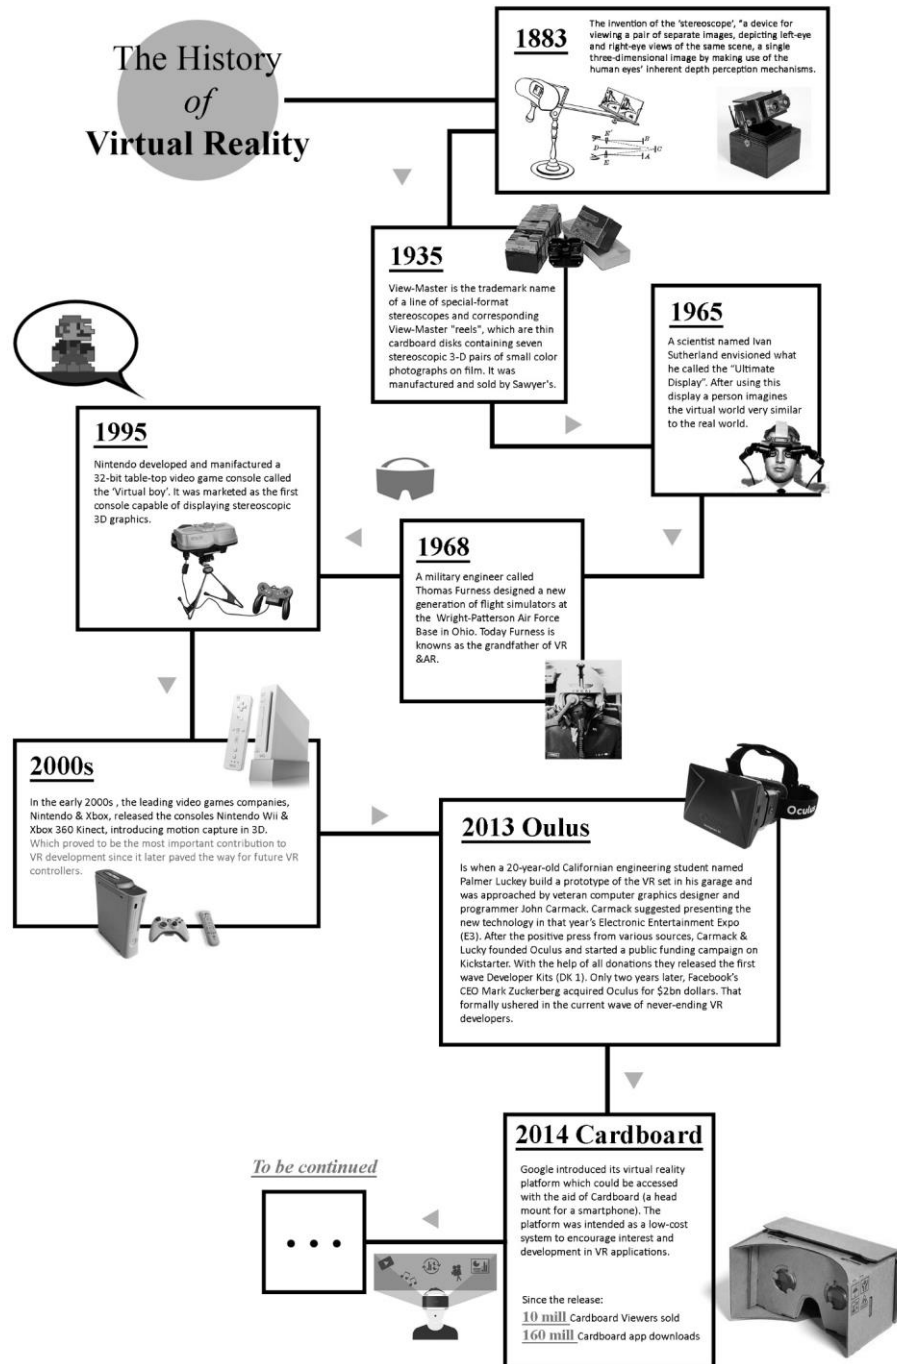 The History
of
Virtual Reality
1883
The invention of the 'stereoscope', "a device for
viewing a pair of separate images, depicting left-eye
and right-eye views of the same scene, a single
three-dimensional image by making use of the
human eyes' inherent depth perception mechanisms.
E'
B
D
C
E
A
1935
View-Master is the trademark name
of a line of special-format
stereoscopes and corresponding
View-Master "reels", which are thin
cardboard disks containing seven
stereoscopic 3-D pairs of small color
photographs on film. It was
manufactured and sold by Sawyer's.
1965
A scientist named Ivan
Sutherland envisioned what
he called the "Ultimate
Display". After using this
display a person imagines
the virtual world very similar
to the real world.
1968
A military engineer called
Thomas Furness designed a new
generation of flight simulators at
the Wright-Patterson Air Force
Base in Ohio. Today Furness is
knowns as the grandfather of VR
&AR.
1995
Nintendo developed and manifactured a
32-bit table-top video game console called
the 'Virtual boy'. It was marketed as the first
console capable of displaying stereoscopic
3D graphics.
2000s
In the early 2000s , the leading video games companies,
Nintendo & Xbox, released the consoles Nintendo Wii &
Xbox 360 Kinect, introducing motion capture in 3D.
Which proved to be the most important contribution to
VR development since it later paved the way for future VR
controllers.
Oculus
2013 Oulus
Is when a 20-year-old Californian engineering student named
Palmer Luckey build a prototype of the VR set in his garage and
was approached by veteran computer graphics designer and
programmer John Carmack. Carmack suggested presenting the
new technology in that year's Electronic Entertainment Expo
(E3). After the positive press from various sources, Carmack &
Lucky founded Oculus and started a public funding campaign on
Kickstarter. With the help of all donations they released the first
wave Developer Kits (DK 1). Only two years later, Facebook's
CEO Mark Zuckerberg acquired Oculus for $2bn dollars. That
formally ushered in the current wave of never-ending VR
developers.
2014 Cardboard
Google introduced its virtual reality
platform which could be accessed
with the aid of Cardboard (a head
mount for a smartphone). The
platform was intended as a low-cost
system to encourage interest and
development in VR applications.
Since the release:
10 mill Cardboard Viewers sold
160 mill Cardboard app downloads
To be continued
...